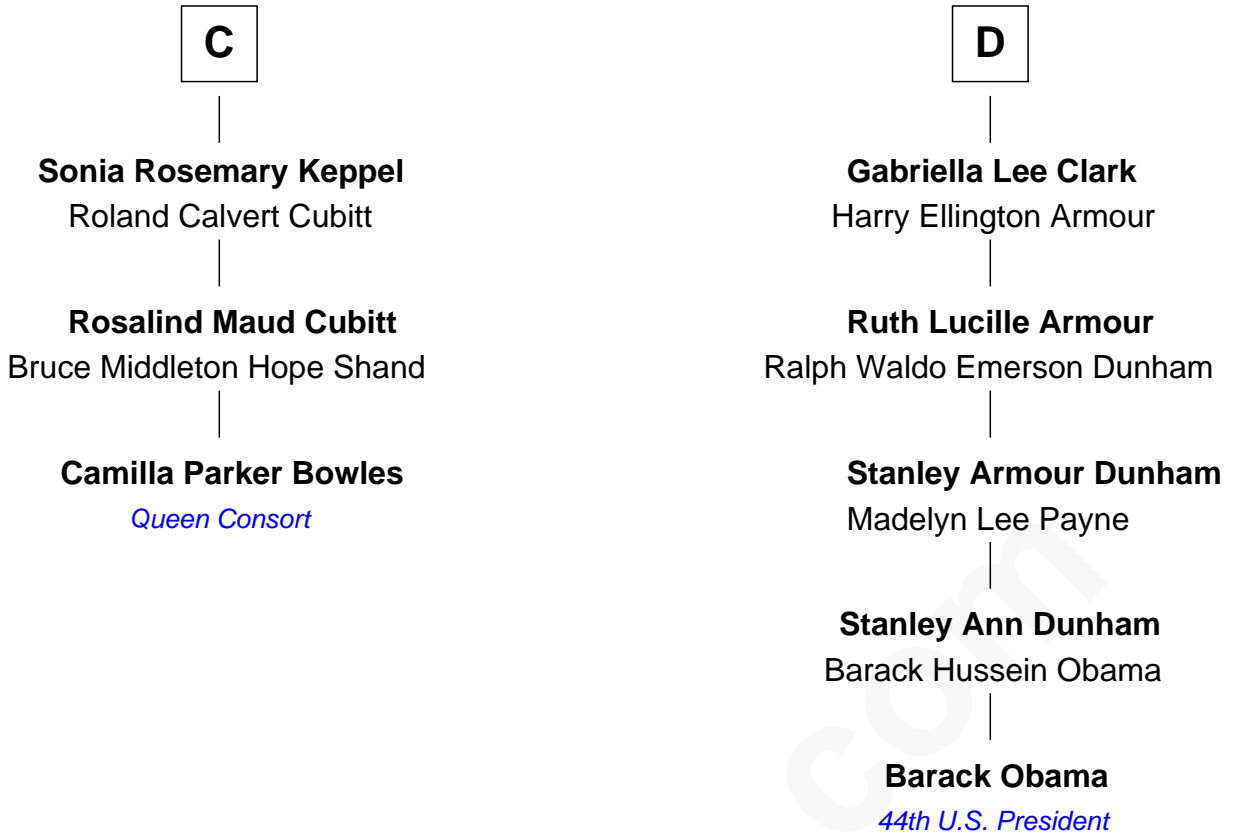 C
Sonia Rosemary Keppel
Roland Calvert Cubitt
Rosalind Maud Cubitt
Bruce Middleton Hope Shand
Camilla Parker Bowles
Queen Consort
D
Gabriella Lee Clark
Harry Ellington Armour
Ruth Lucille Armour
Ralph Waldo Emerson Dunham
Stanley Armour Dunham
Madelyn Lee Payne
Stanley Ann Dunham
Barack Hussein Obama
Barack Obama
44th U.S. President
com